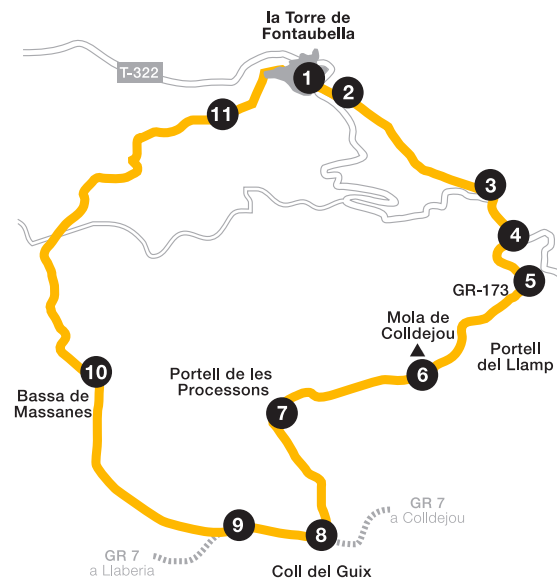 la Torre de
Fontaubella
T-322
1
2
11
3
4
5
GR-173
Mola de
Colldejou
Portell
del Llamp
6
10
Portell de les
Processons
Bassa de
Massanes
7
GR 7
a Colldejou
9
8
GR 7
a Llaberia
Coll del Guix